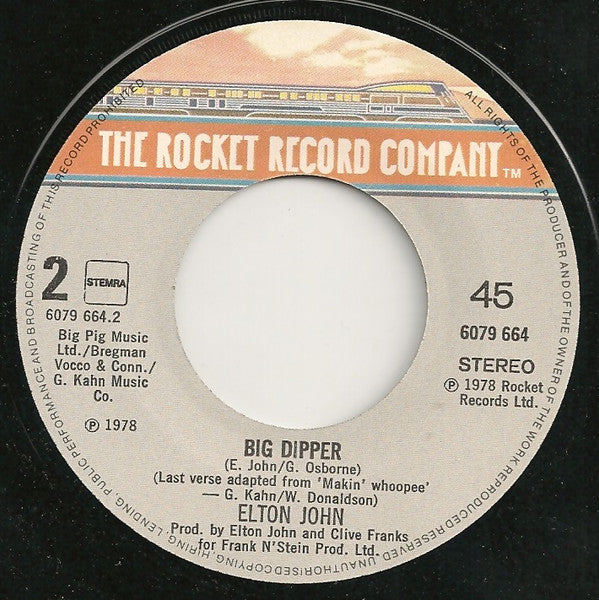 THE ROCKET RECORD COMPANY TM
ALL RIGHTS OF THE PRODUCER AND OF THE OWNER OF THE WORK REPRODUCED RESERVED. UNAUTHORISED COPYING, HIRING, LENDING, PUBLIC PERFORMANCE AND BROADCASTING OF THIS RECORD PROHIBITED
2 STEMRA
6079 664.2
Big Pig Music
Ltd./Bregman
Vocco & Conn./
G. Kahn Music
Co.
℗ 1978
45
6079 664
STEREO
℗ 1978 Rocket
Records Ltd.
BIG DIPPER
(E. John/G. Osborne)
(Last verse adapted from 'Makin' whoopee'
— G. Kahn/W. Donaldson)
ELTON JOHN
Prod. by Elton John and Clive Franks
for Frank N'Stein Prod. Ltd.